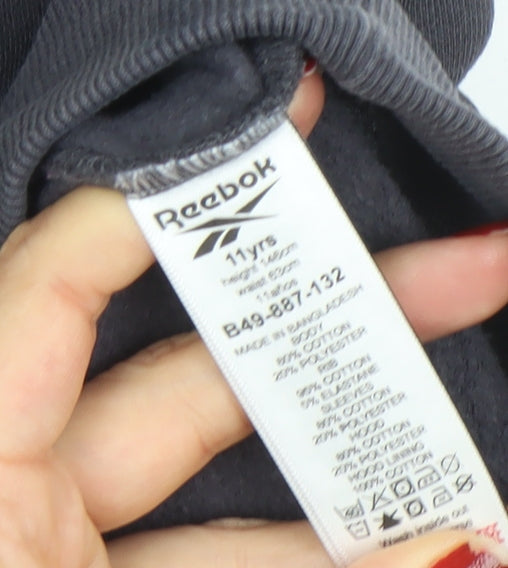 Reebok
11yrs
height 146cm
waist 63cm
11años
B49-887-132
MADE IN BANGLADESH
BODY
80% COTTON
20% POLYESTER
RIB
95% COTTON
5% ELASTANE
SLEEVES
80% COTTON
20% POLYESTER
HOOD
80% COTTON
20% POLYESTER
HOOD LINING
100% COTTON
Wash inside out